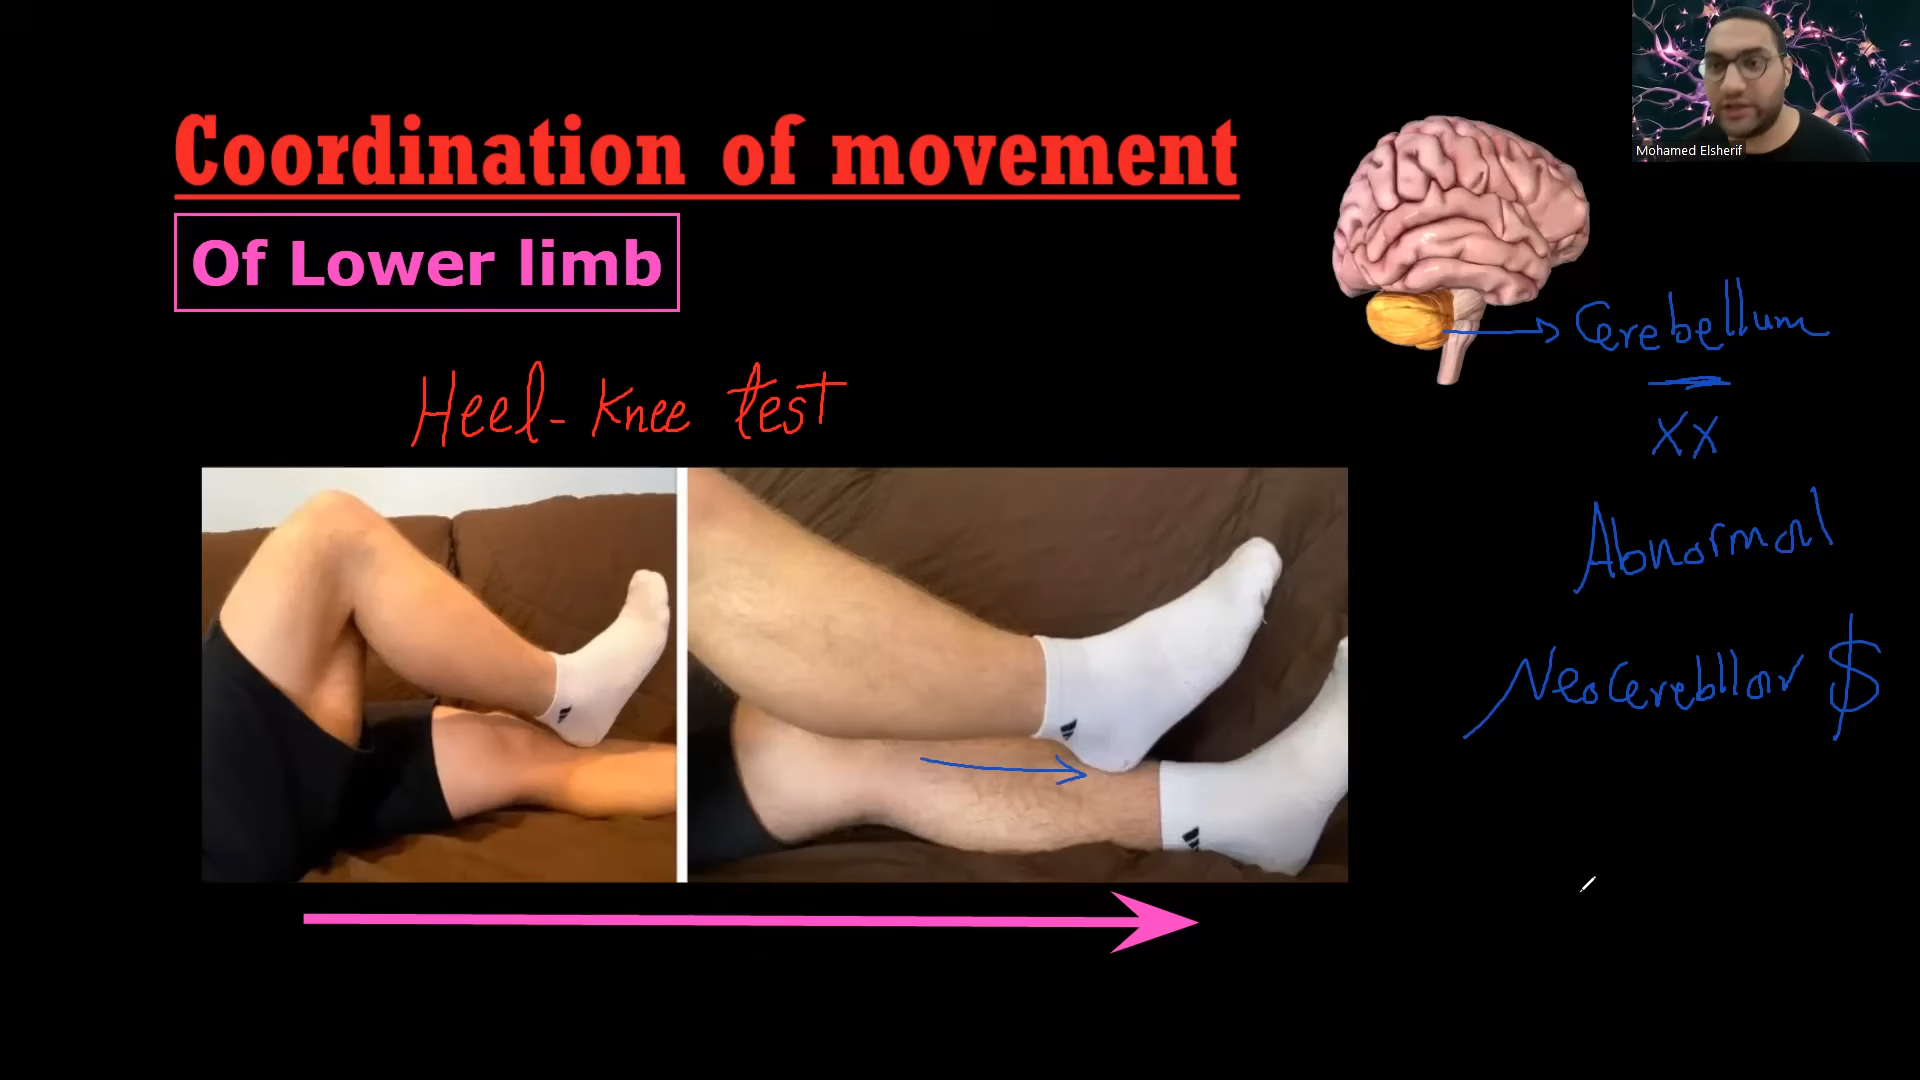 Coordination of movement
Of Lower limb
Heel-Knee test
Cerebellum
XX
Abnormal
Neocerebllar $
Mohamed Elsherif